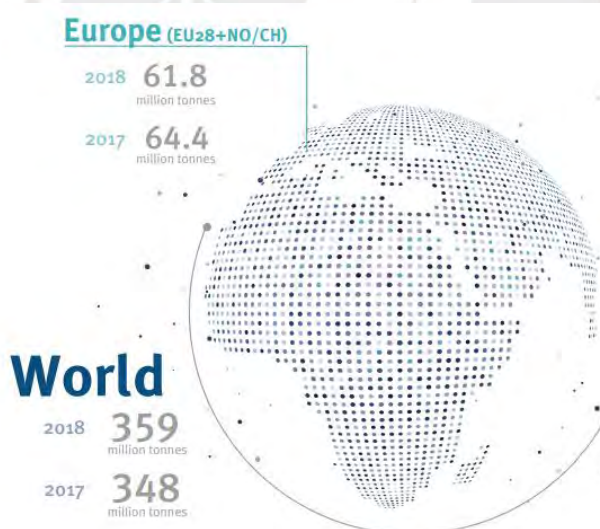 Europe (EU28+NO/CH)
2018 61.8
million tonnes
2017 64.4
million tonnes
World
2018 359
million tonnes
2017 348
million tonnes